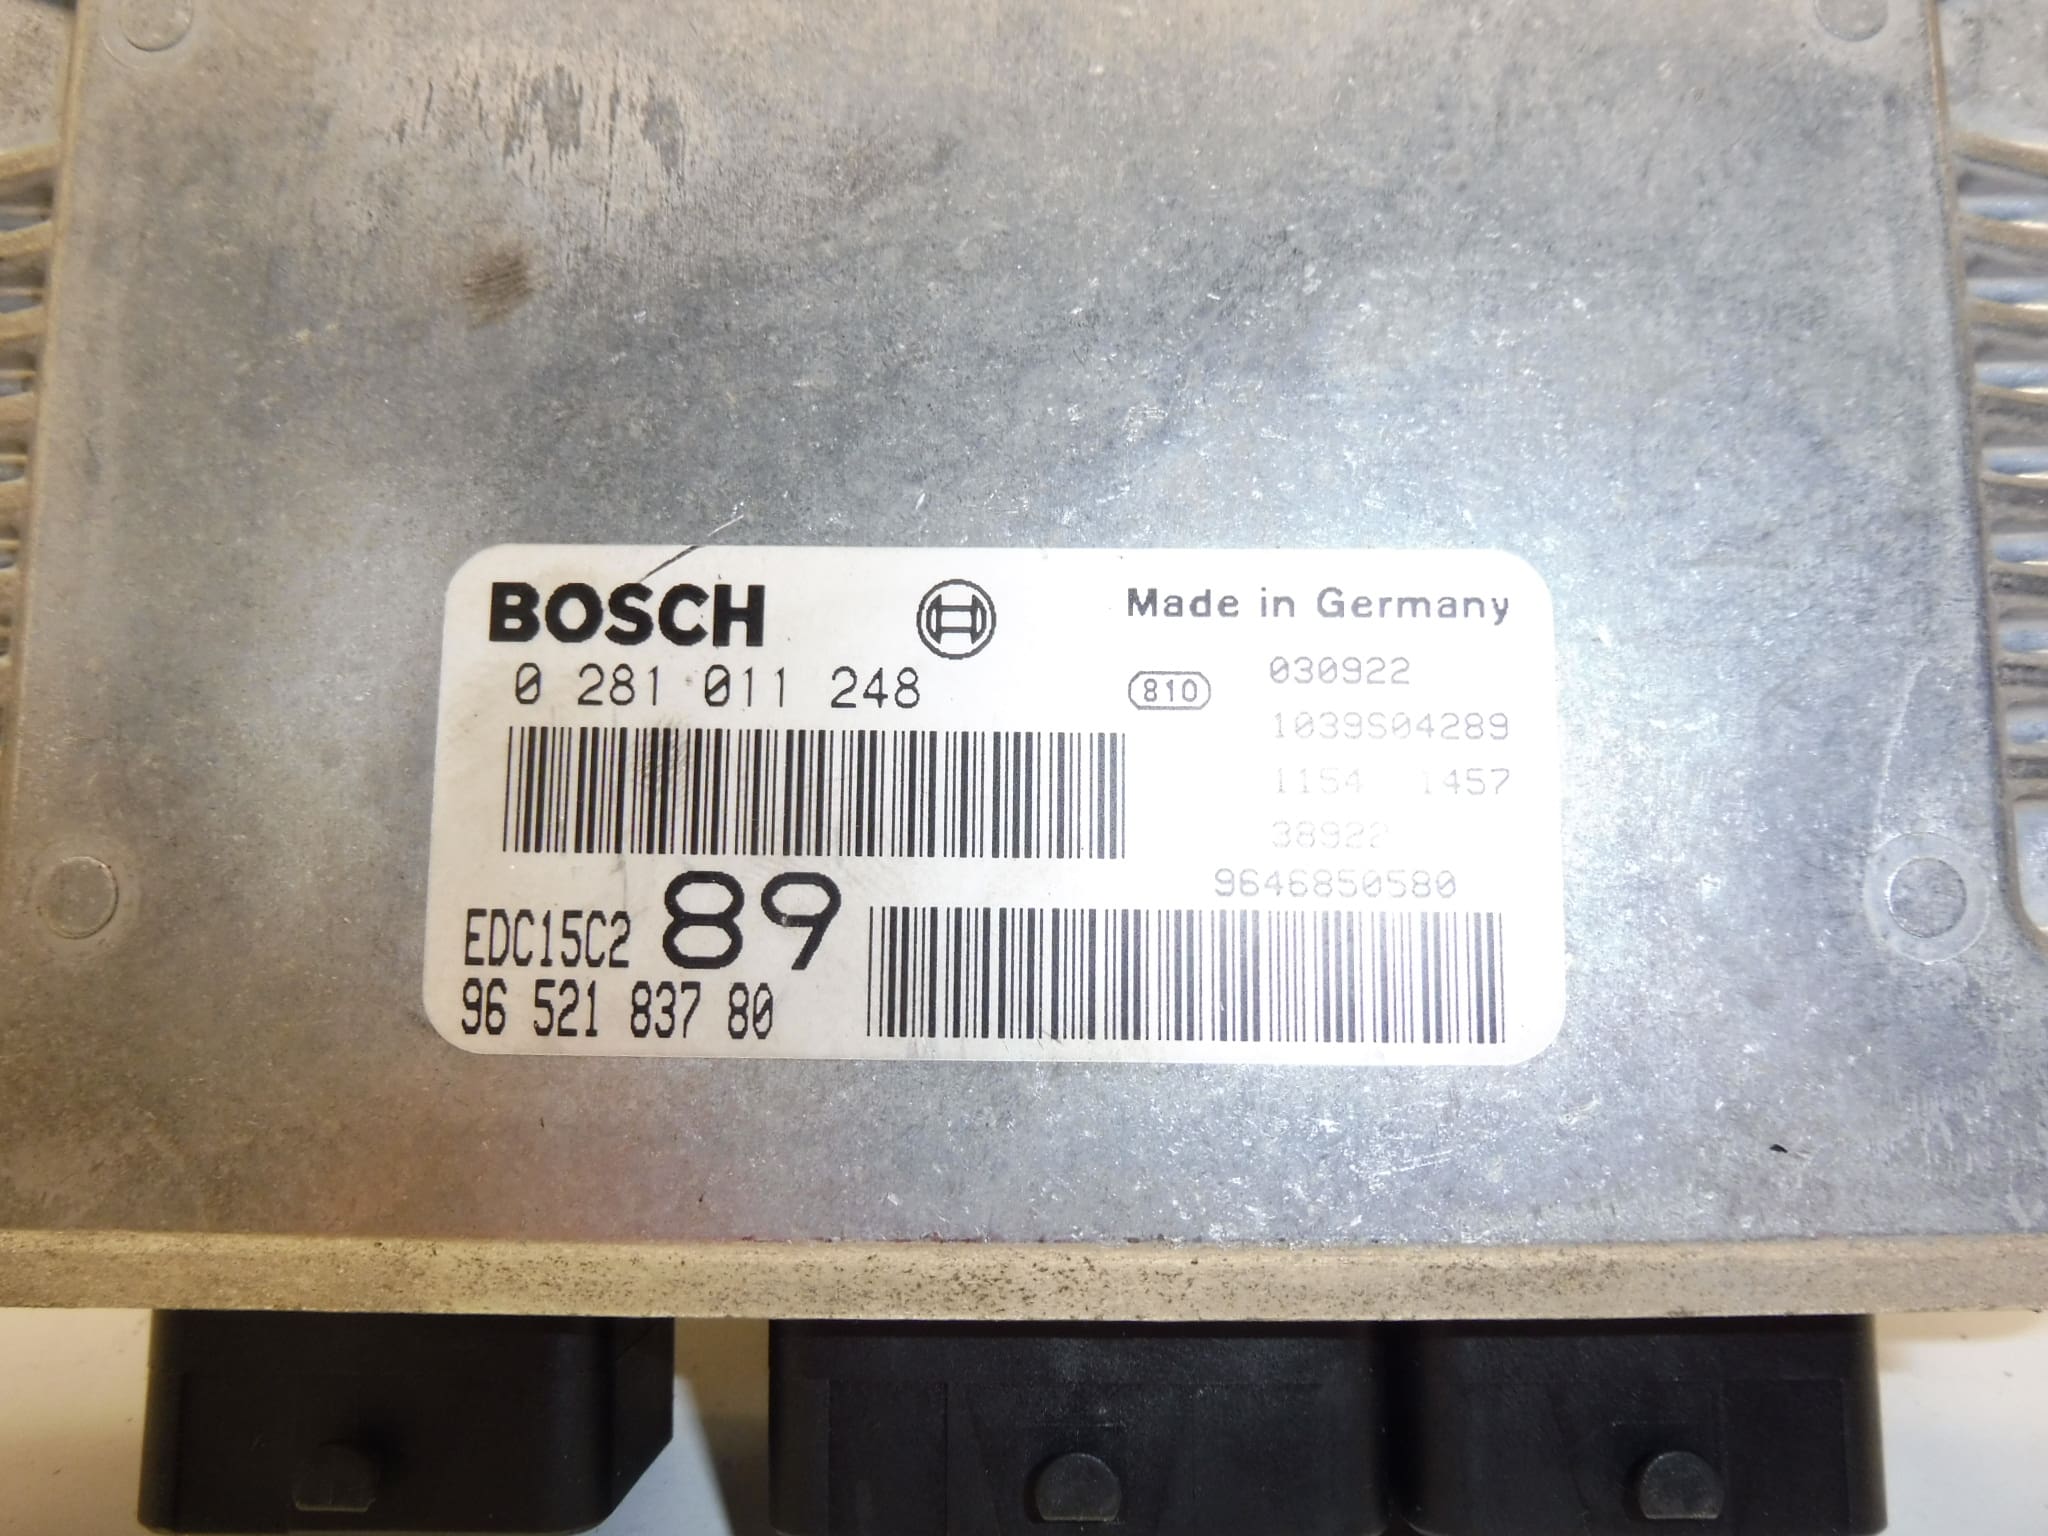 BOSCH
Made in Germany
0 281 011 248
810
030922
1039S04289
1154 1457
38922
9646850580
EDC15C2 89
96 521 837 80